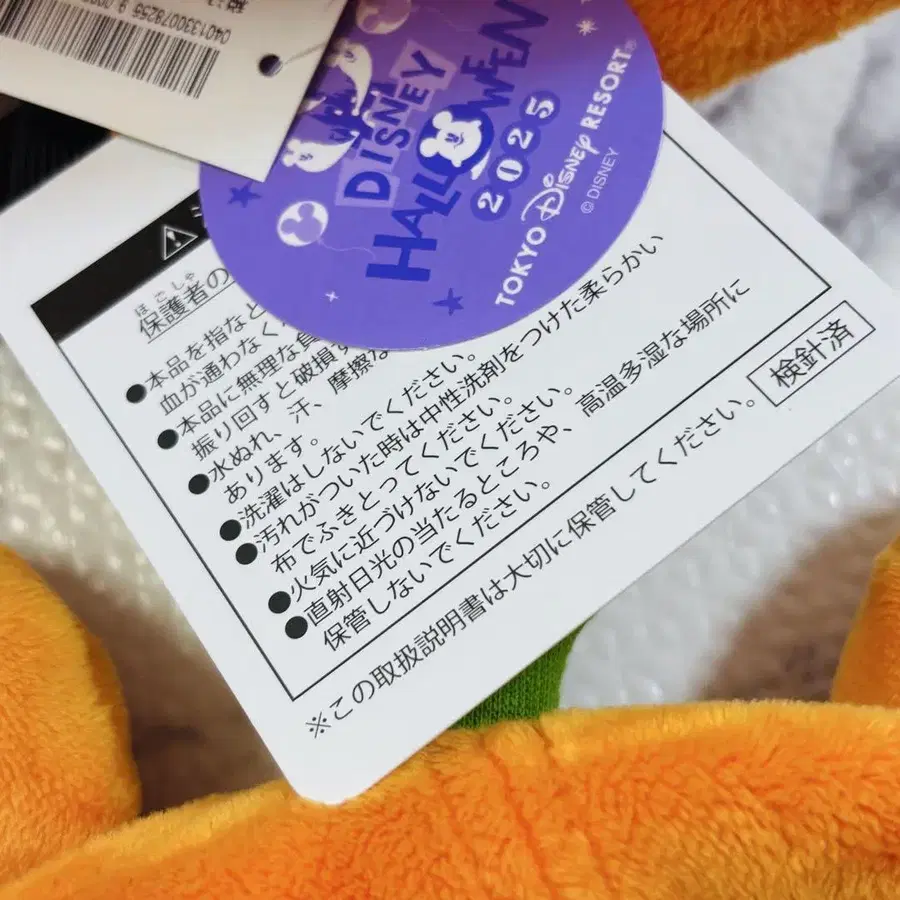 DISNEY
HALLOWEEN
2025
TOKYO DISNEY RESORT®
© DISNEY
ほごしゃ
保護者の
●本品を指など
血が通わなく
●本品に無理な
振り回すと破損
●水ぬれ、汗、摩擦
あります。
●洗濯はしないでください。
●汚れがついた時は中性洗剤をつけた柔らかい
布でふきとってください。
●火気に近づけないでください。
●直射日光の当たるところや、高温多湿な場所に
保管しないでください。
※この取扱説明書は大切に保管してください。
検針済